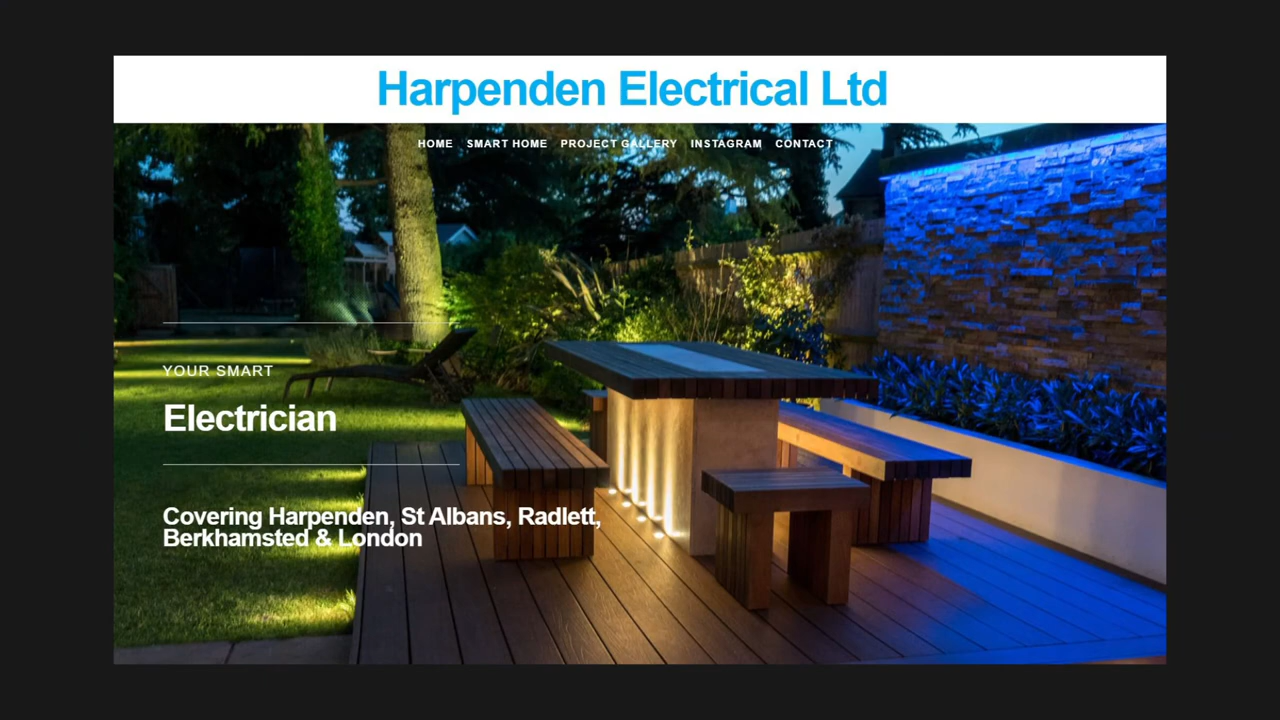 Harpenden Electrical Ltd
HOME SMART HOME PROJECT GALLERY INSTAGRAM CONTACT
YOUR SMART
Electrician
Covering Harpenden, St Albans, Radlett,
Berkhamsted & London